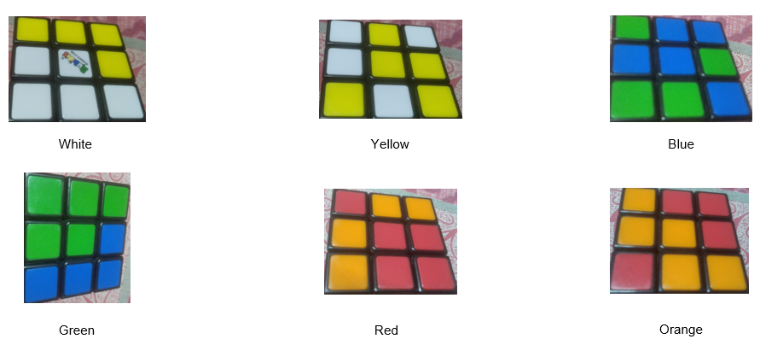 White
Yellow
Blue
Green
Red
Orange